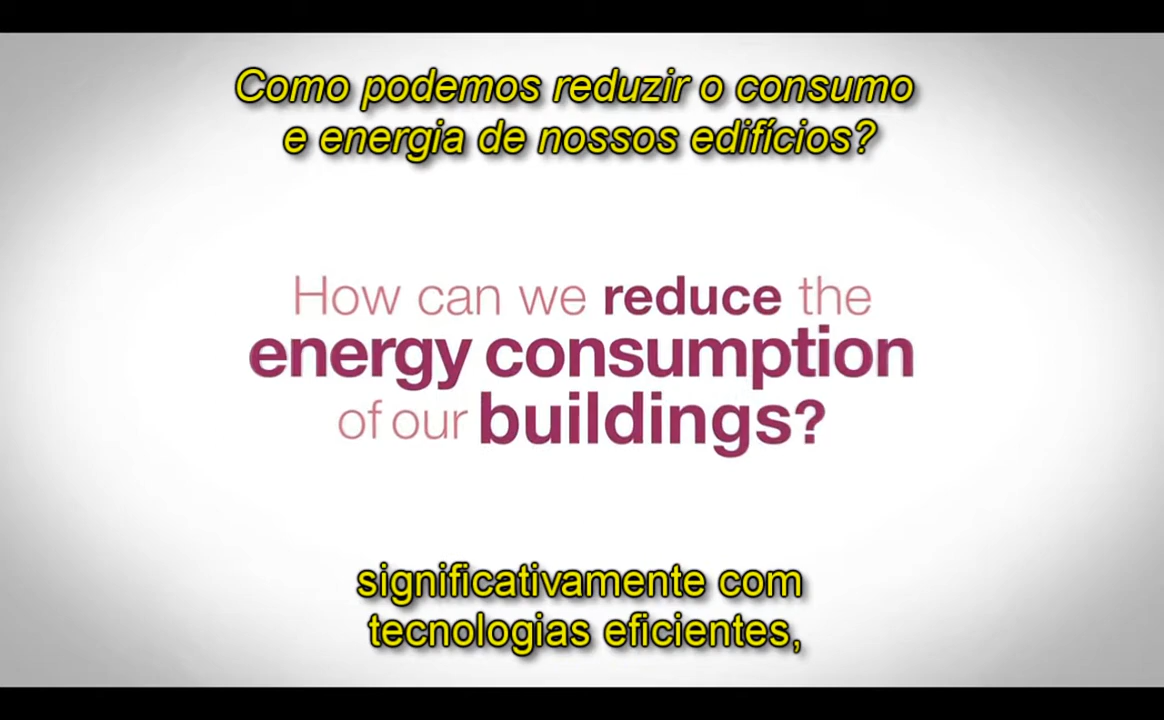 Como podemos reduzir o consumo
e energia de nossos edifícios?
How can we reduce the
energy consumption
of our buildings?
significativamente com
tecnologias eficientes,